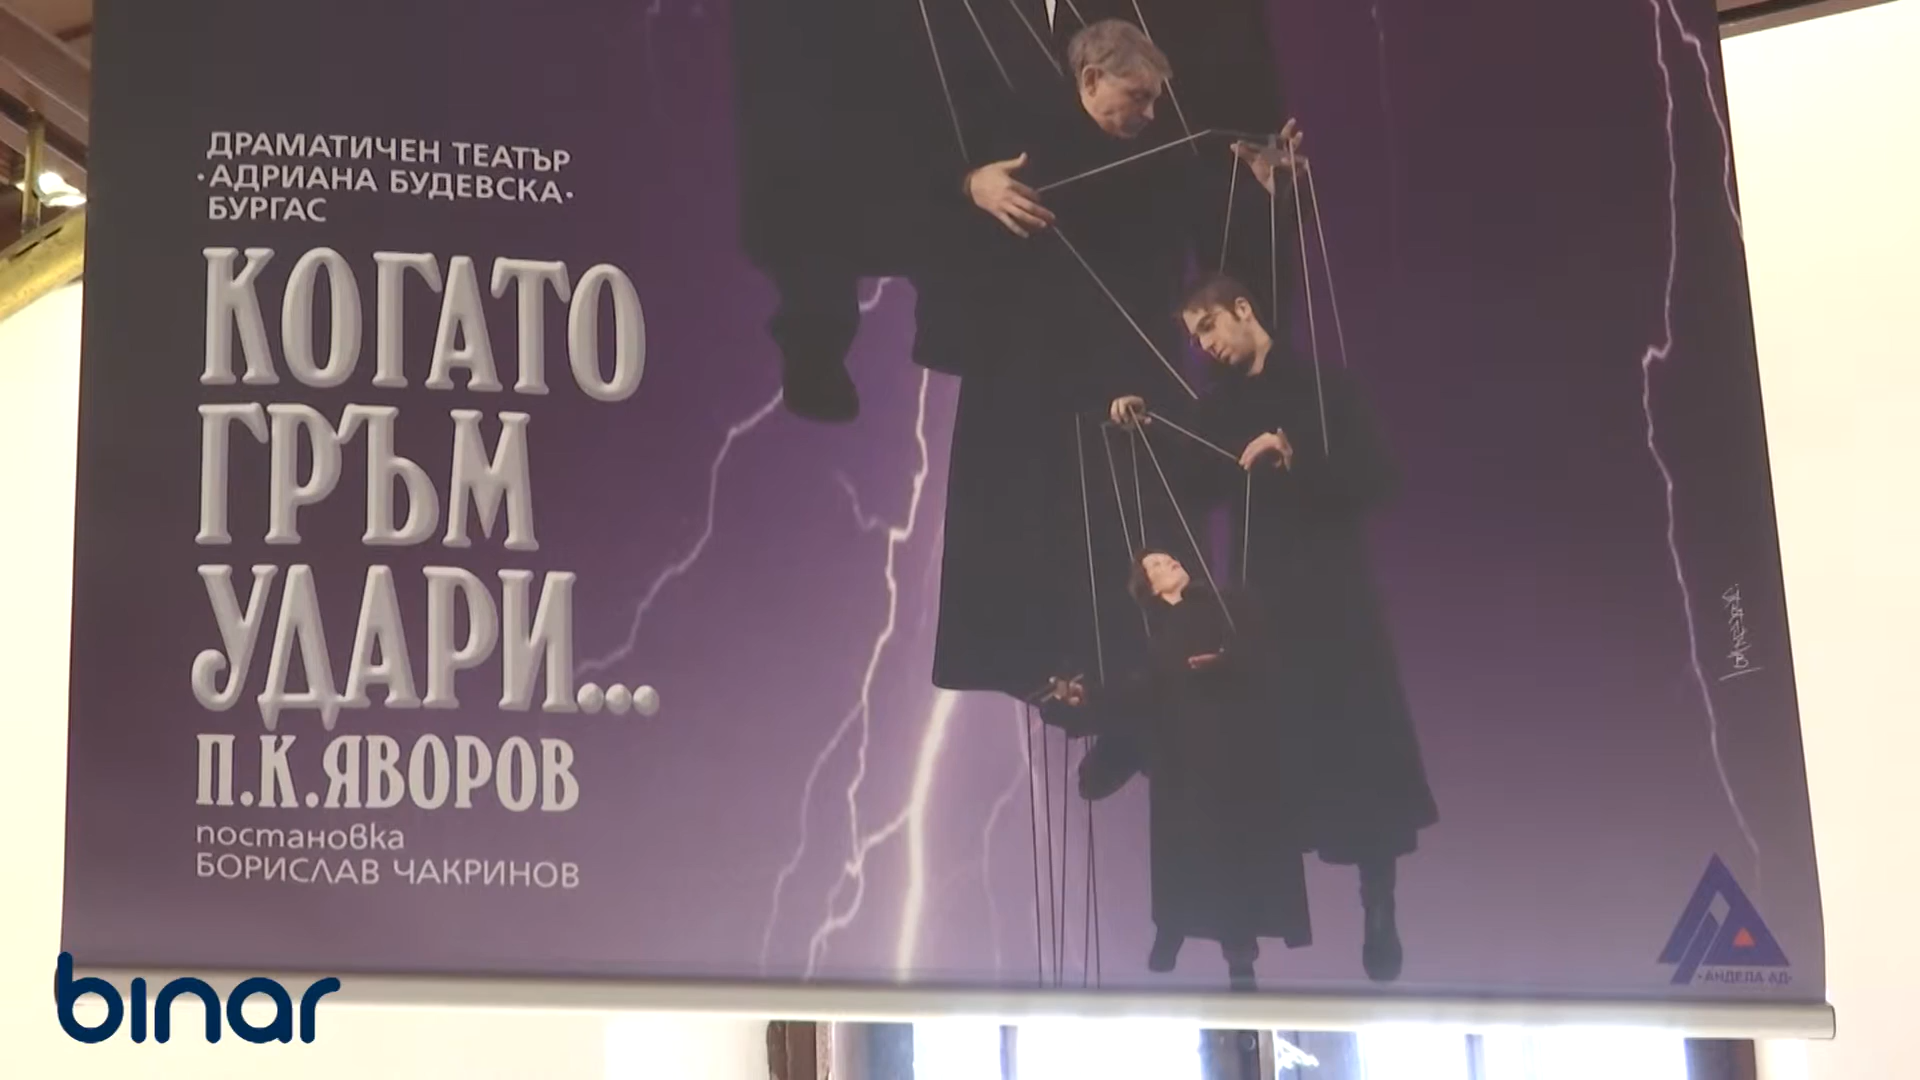 ДРАМАТИЧЕН ТЕАТЪР
·АДРИАНА БУДЕВСКА·
БУРГАС
КОГАТО
ГРЪМ
УДАРИ...
П.К.ЯВОРОВ
постановка
БОРИСЛАВ ЧАКРИНОВ
·АНДЕЛА АД·
binar